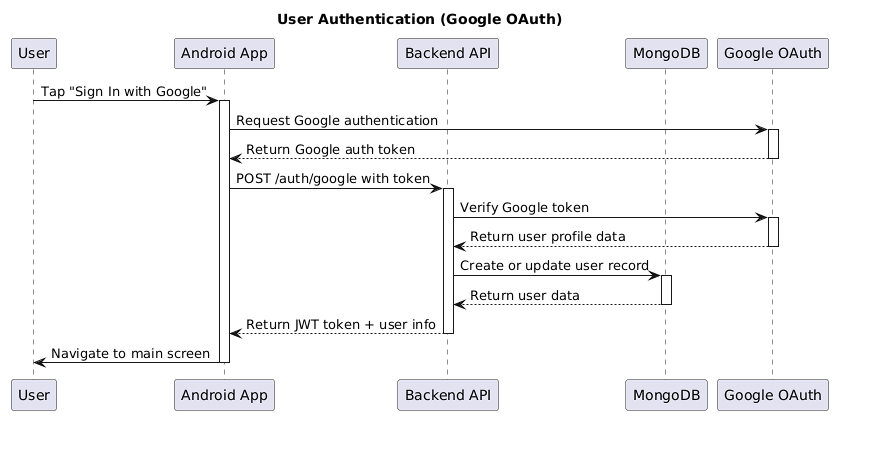 User Authentication (Google OAuth)
User
Android App
Backend API
MongoDB
Google OAuth
Tap "Sign In with Google"
Request Google authentication
Return Google auth token
POST /auth/google with token
Verify Google token
Return user profile data
Create or update user record
Return user data
Return JWT token + user info
Navigate to main screen
User
Android App
Backend API
MongoDB
Google OAuth